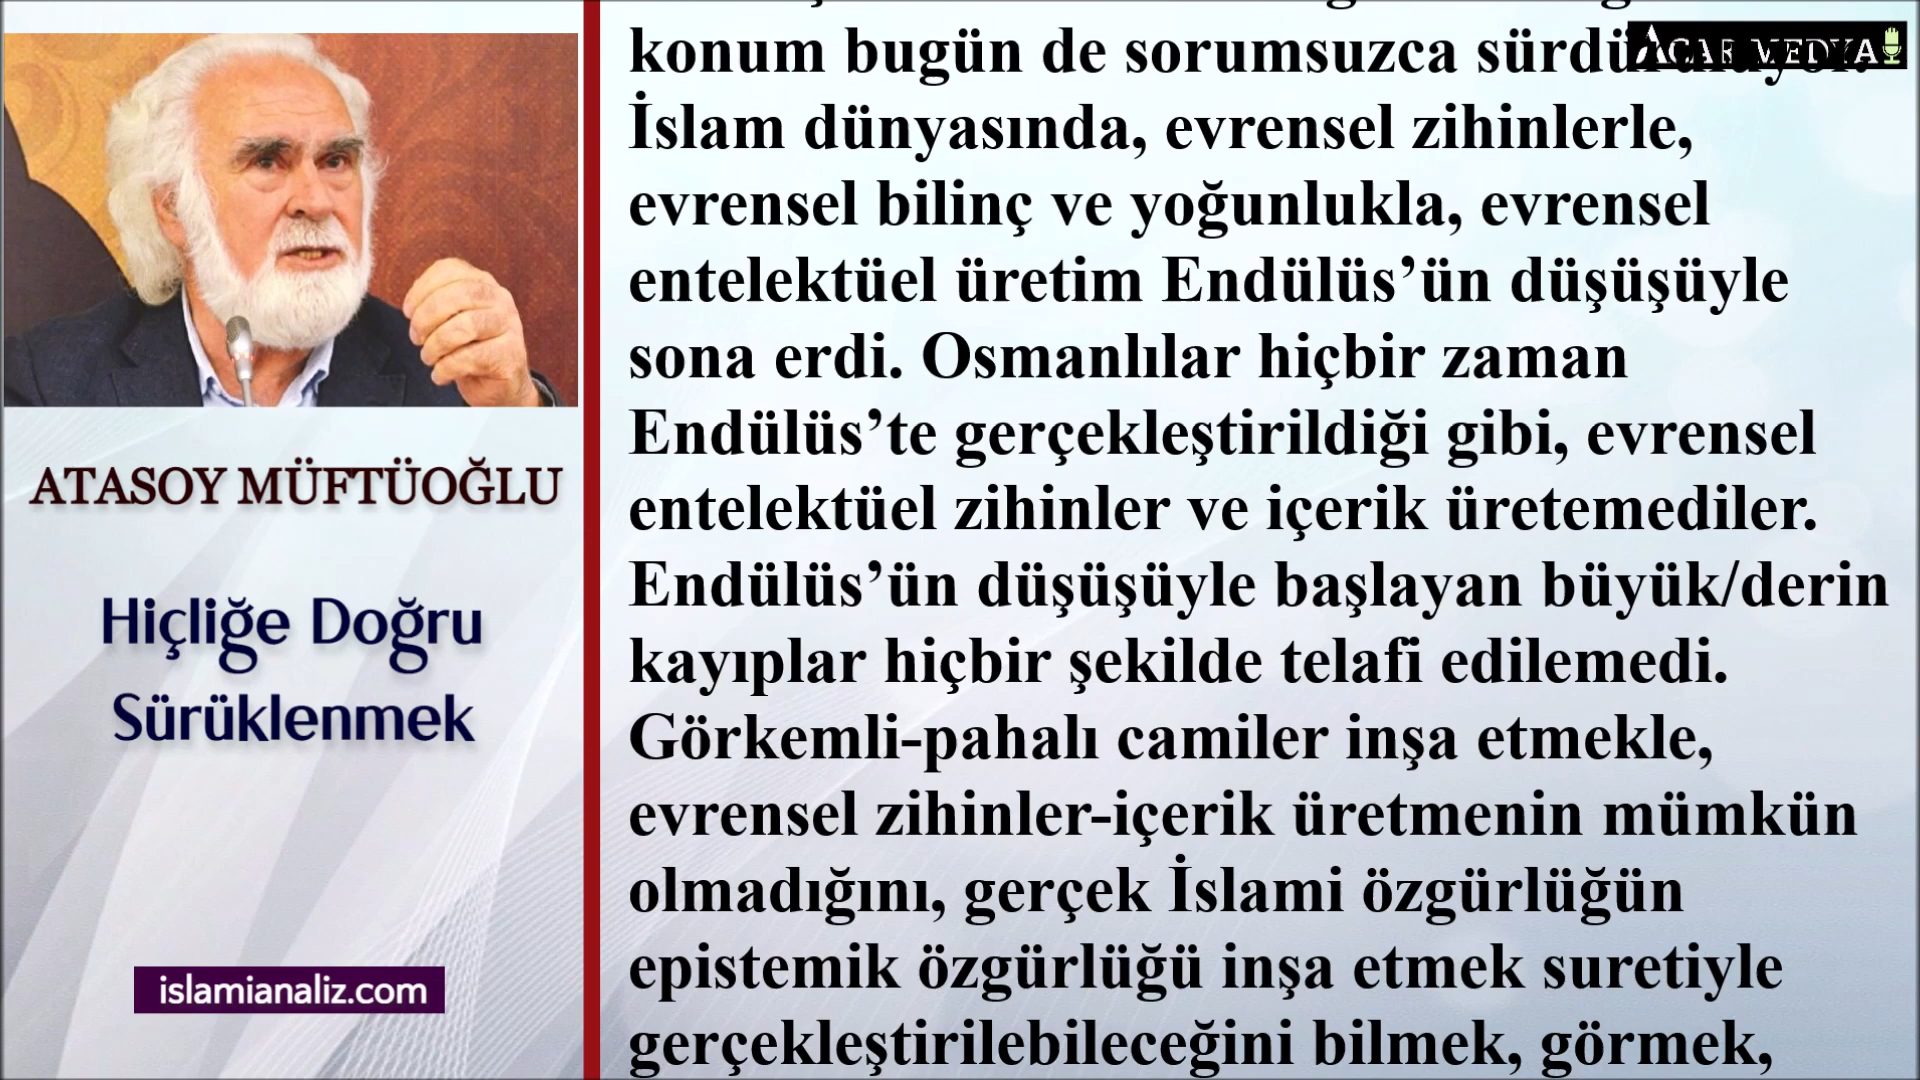 ATASOY MÜFTÜOĞLU
Hiçliğe Doğru
Sürüklenmek
islamianaliz.com
ACAR MEDYA
konum bugün de sorumsuzca
İslam dünyasında, evrensel zihinlerle,
evrensel bilinç ve yoğunlukla, evrensel
entelektüel üretim Endülüs’ün düşüşüyle
sona erdi. Osmanlılar hiçbir zaman
Endülüs’te gerçekleştirildiği gibi, evrensel
entelektüel zihinler ve içerik üretemediler.
Endülüs’ün düşüşüyle başlayan büyük/derin
kayıplar hiçbir şekilde telafi edilemedi.
Görkemli-pahalı camiler inşa etmekle,
evrensel zihinler-içerik üretmenin mümkün
olmadığını, gerçek İslami özgürlüğün
epistemik özgürlüğü inşa etmek suretiyle
gerçekleştirilebileceğini bilmek, görmek,